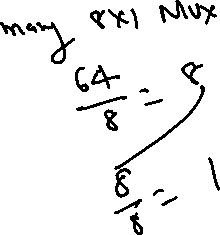 many 8x1 Mux
64/8 = 8
8/8 = 1